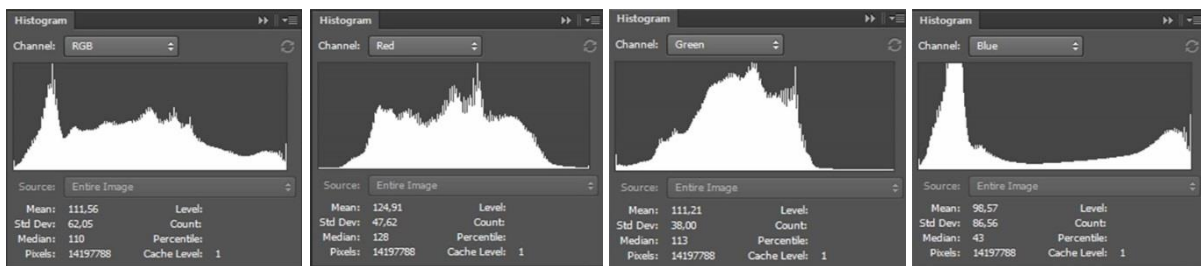 Histogram
Channel: RGB
Source: Entire Image
Mean: 111,56 Level:
Std Dev: 62,05 Count:
Median: 110 Percentile:
Pixels: 14197788 Cache Level: 1
Histogram
Channel: Red
Source: Entire Image
Mean: 124,91 Level:
Std Dev: 47,62 Count:
Median: 128 Percentile:
Pixels: 14197788 Cache Level: 1
Histogram
Channel: Green
Source: Entire Image
Mean: 111,21 Level:
Std Dev: 38,00 Count:
Median: 113 Percentile:
Pixels: 14197788 Cache Level: 1
Histogram
Channel: Blue
Source: Entire Image
Mean: 98,57 Level:
Std Dev: 86,56 Count:
Median: 43 Percentile:
Pixels: 14197788 Cache Level: 1